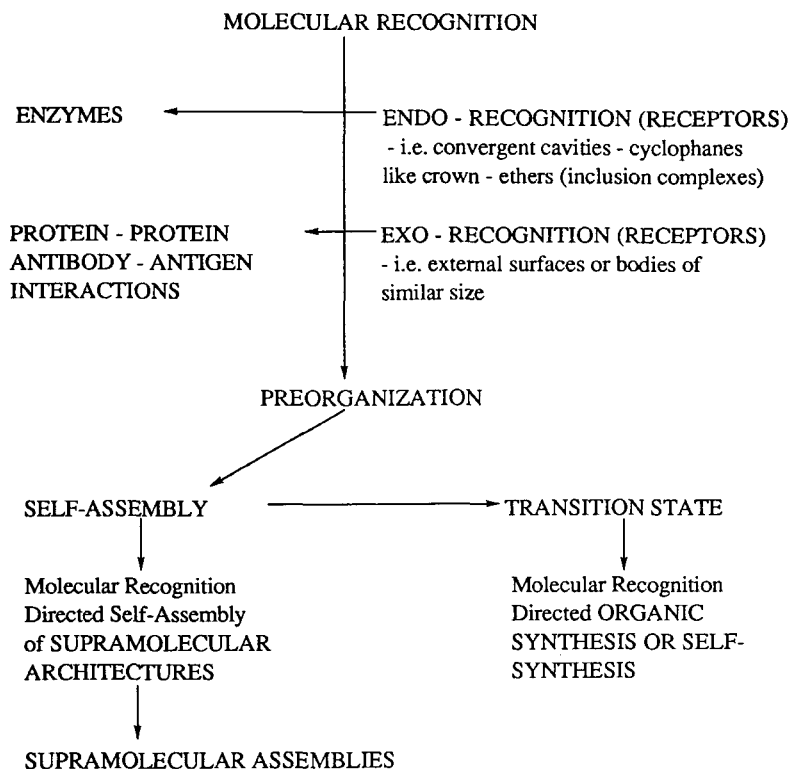 MOLECULAR RECOGNITION
ENZYMES
ENDO - RECOGNITION (RECEPTORS)
- i.e. convergent cavities - cyclophanes
like crown - ethers (inclusion complexes)
PROTEIN - PROTEIN
ANTIBODY - ANTIGEN
INTERACTIONS
EXO - RECOGNITION (RECEPTORS)
- i.e. external surfaces or bodies of
similar size
PREORGANIZATION
SELF-ASSEMBLY
TRANSITION STATE
Molecular Recognition
Directed Self-Assembly
of SUPRAMOLECULAR
ARCHITECTURES
Molecular Recognition
Directed ORGANIC
SYNTHESIS OR SELF-
SYNTHESIS
SUPRAMOLECULAR ASSEMBLIES